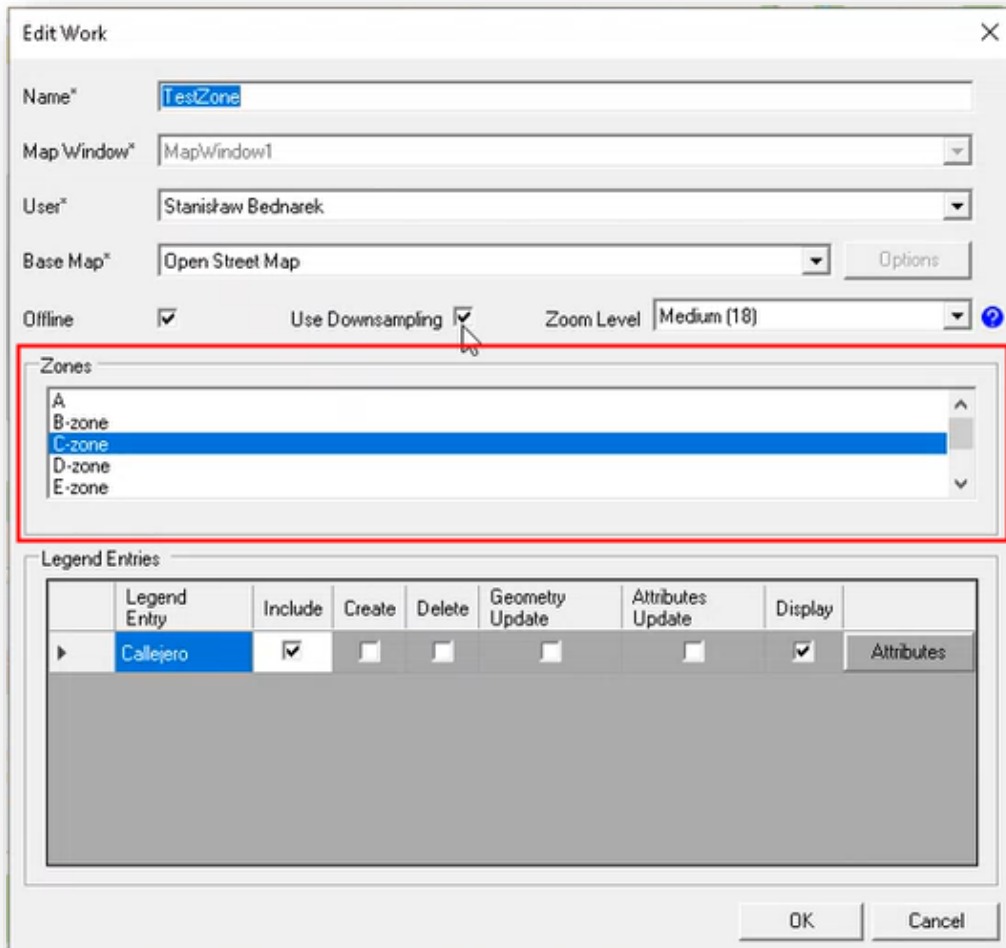 Edit Work
Name* TestZone
Map Window* MapWindow1
User* Stanisław Bednarek
Base Map* Open Street Map Options
Offline Use Downsampling Zoom Level Medium (18) ?
Zones
A
B-zone
C-zone
D-zone
E-zone
Legend Entries
Legend Entry Include Create Delete Geometry Update Attributes Update Display
Callejero Attributes
OK Cancel